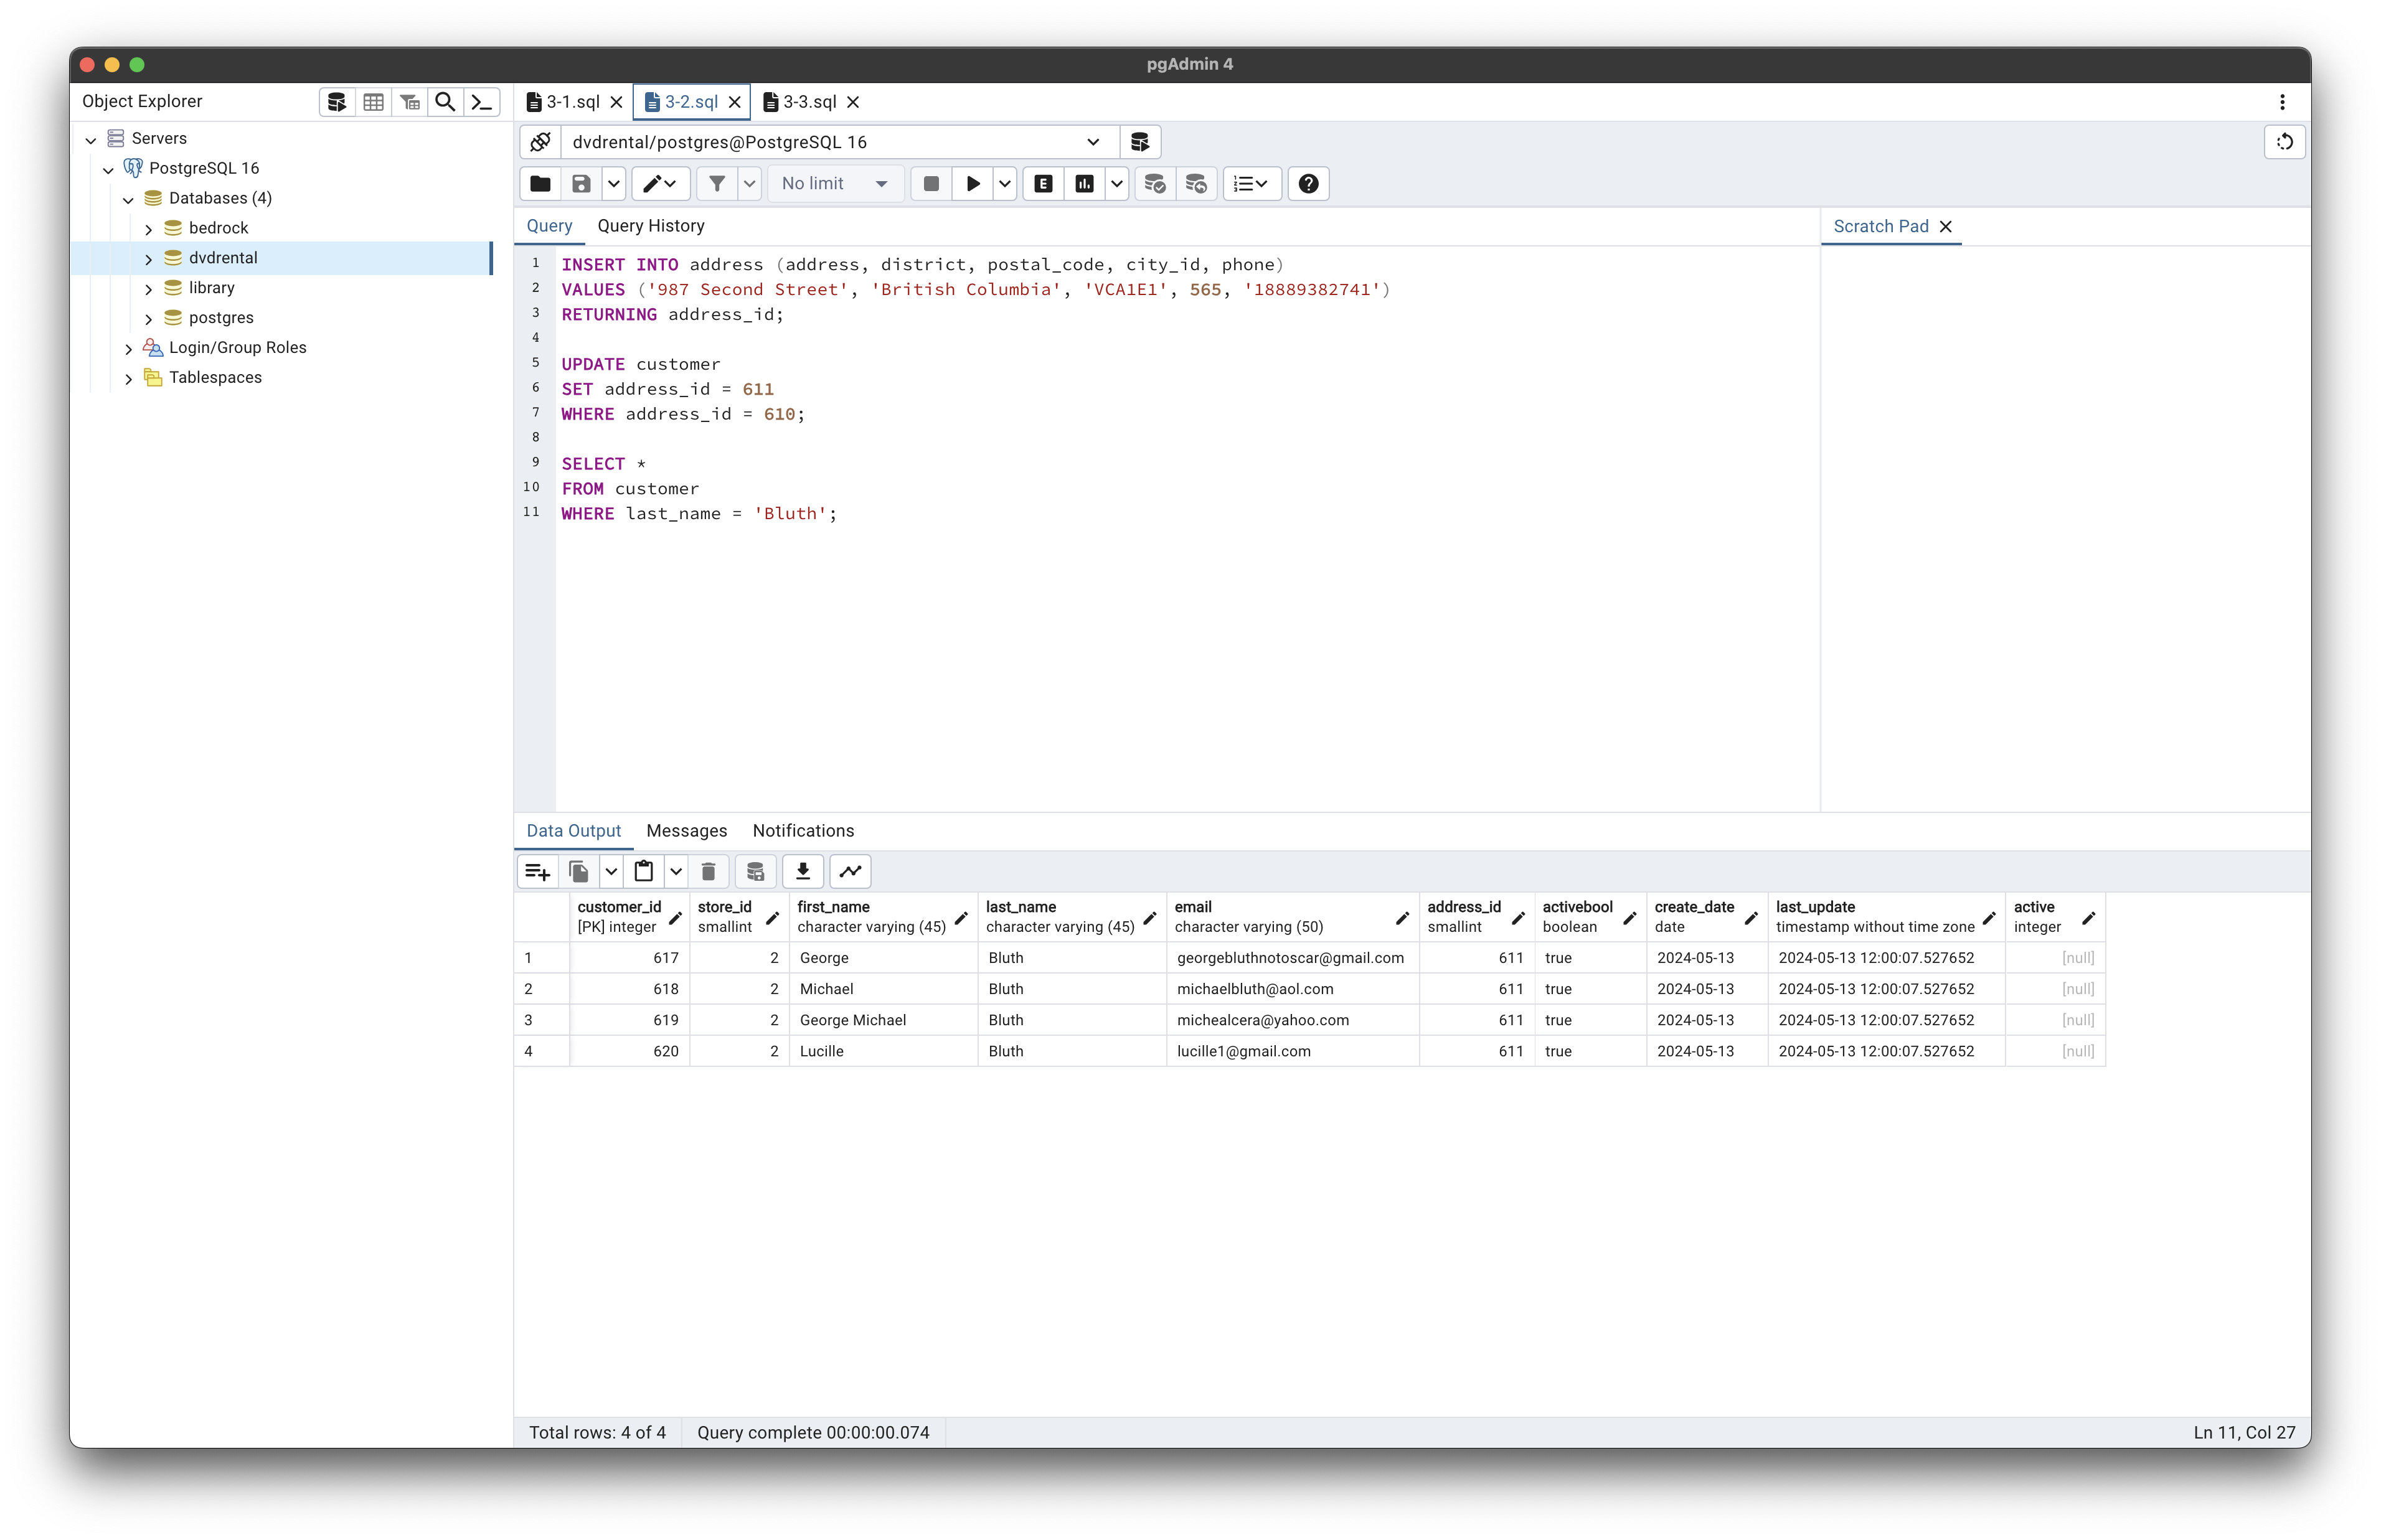 pgAdmin 4
Object Explorer
Servers
PostgreSQL 16
Databases (4)
bedrock
dvdrental
library
postgres
Login/Group Roles
Tablespaces
3-1.sql
3-2.sql
3-3.sql
dvdrental/postgres@PostgreSQL 16
No limit
E
Query
Query History
Scratch Pad
1 INSERT INTO address (address, district, postal_code, city_id, phone)
2 VALUES ('987 Second Street', 'British Columbia', 'VCA1E1', 565, '18889382741')
3 RETURNING address_id;
4
5 UPDATE customer
6 SET address_id = 611
7 WHERE address_id = 610;
8
9 SELECT *
10 FROM customer
11 WHERE last_name = 'Bluth';
Data Output
Messages
Notifications
customer_id store_id first_name last_name email address_id activebool create_date last_update active
[PK] integer smallint character varying (45) character varying (45) character varying (50) smallint boolean date timestamp without time zone integer
1 617 2 George Bluth georgebluthnotoscar@gmail.com 611 true 2024-05-13 2024-05-13 12:00:07.527652 [null]
2 618 2 Michael Bluth michaelbluth@aol.com 611 true 2024-05-13 2024-05-13 12:00:07.527652 [null]
3 619 2 George Michael Bluth michealcera@yahoo.com 611 true 2024-05-13 2024-05-13 12:00:07.527652 [null]
4 620 2 Lucille Bluth lucille1@gmail.com 611 true 2024-05-13 2024-05-13 12:00:07.527652 [null]
Total rows: 4 of 4
Query complete 00:00:00.074
Ln 11, Col 27